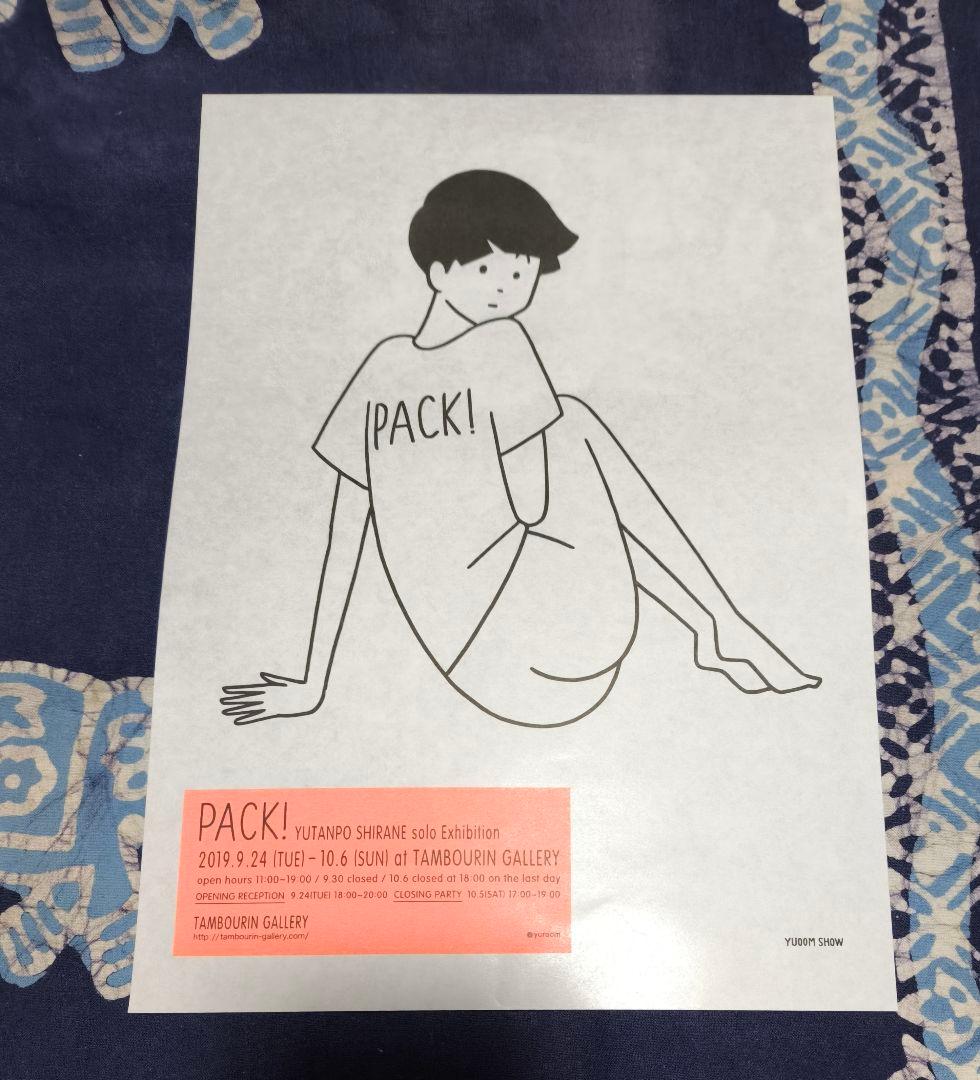 PACK!
PACK! YUTANPO SHIRANE solo Exhibition
2019.9.24 (TUE) – 10.6 (SUN) at TAMBOURIN GALLERY
open hours 11:00~19:00 / 9.30 closed / 10.6 closed at 18:00 on the last day
OPENING RECEPTION 9.24(TUE) 18:00~20:00 CLOSING PARTY 10.5(SAT) 17:00~19:00
TAMBOURIN GALLERY
http://tambourin-gallery.com/
YUOOM SHOW